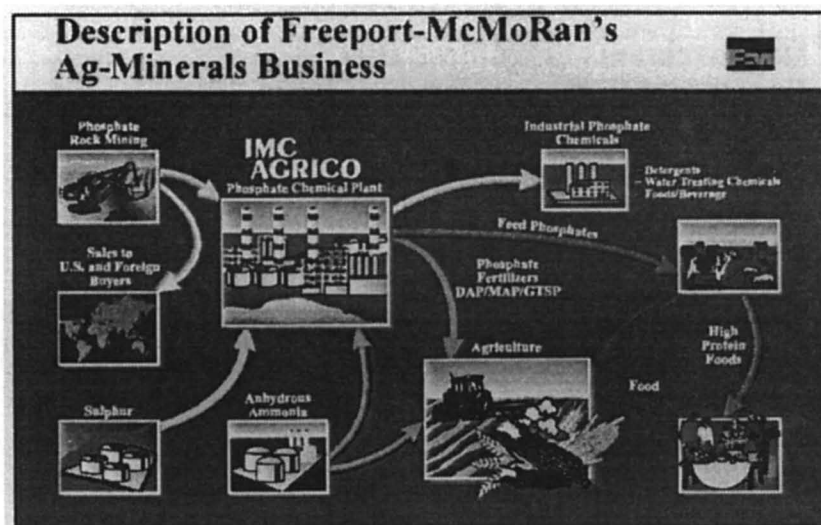 Description of Freeport-McMoRan's
Ag-Minerals Business
Phosphate
Rock Mining
IMC
AGRICO
Phosphate Chemical Plant
Industrial Phosphate
Chemicals
Detergents
– Water Treating Chemicals
Foods/Beverage
Sales to
U.S. and Foreign
Buyers
Feed Phosphates
Phosphate
Fertilizers
DAP/MAP/GTSP
Agriculture
High
Protein
Foods
Food
Sulphur
Anhydrous
Ammonia